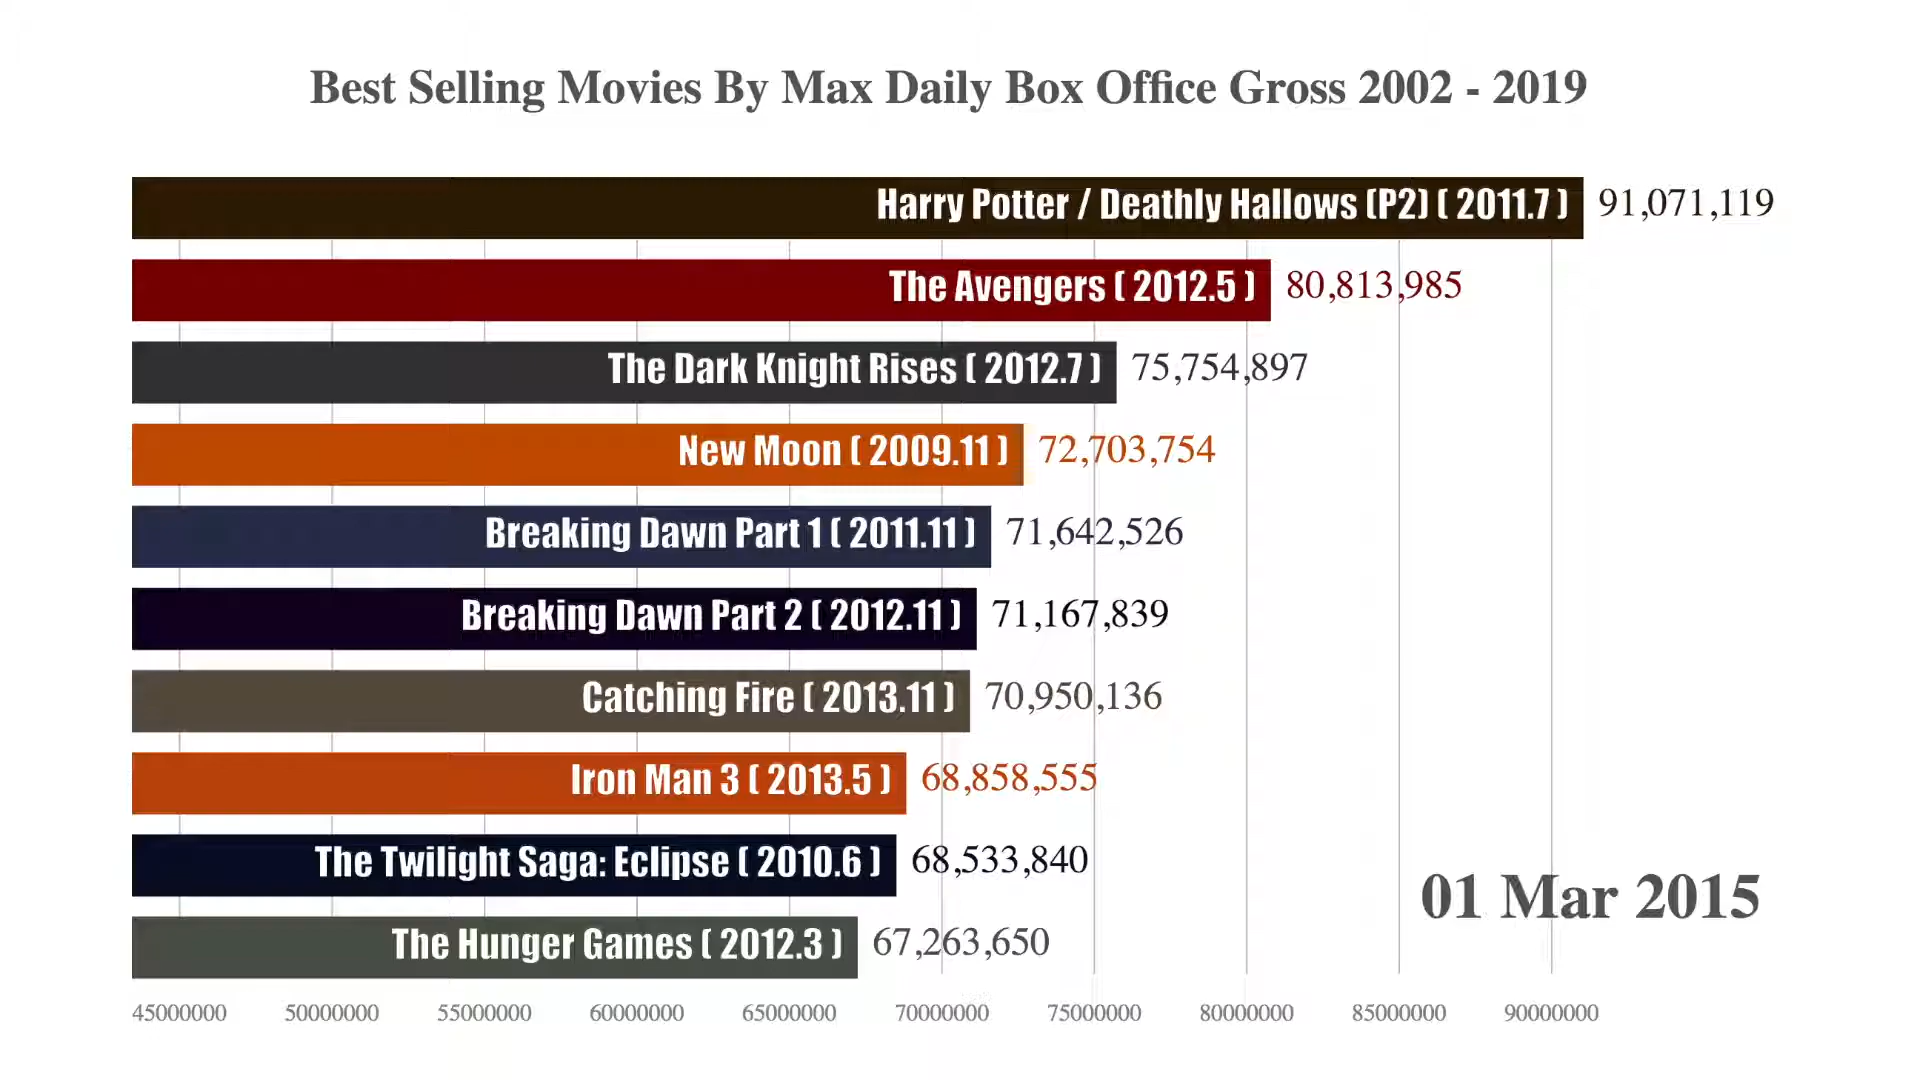 Best Selling Movies By Max Daily Box Office Gross 2002 - 2019
Harry Potter / Deathly Hallows (P2) ( 2011.7 ) 91,071,119
The Avengers ( 2012.5 ) 80,813,985
The Dark Knight Rises ( 2012.7 ) 75,754,897
New Moon ( 2009.11 ) 72,703,754
Breaking Dawn Part 1 ( 2011.11 ) 71,642,526
Breaking Dawn Part 2 ( 2012.11 ) 71,167,839
Catching Fire ( 2013.11 ) 70,950,136
Iron Man 3 ( 2013.5 ) 68,858,555
The Twilight Saga: Eclipse ( 2010.6 ) 68,533,840
01 Mar 2015
The Hunger Games ( 2012.3 ) 67,263,650
45000000 50000000 55000000 60000000 65000000 70000000 75000000 80000000 85000000 90000000